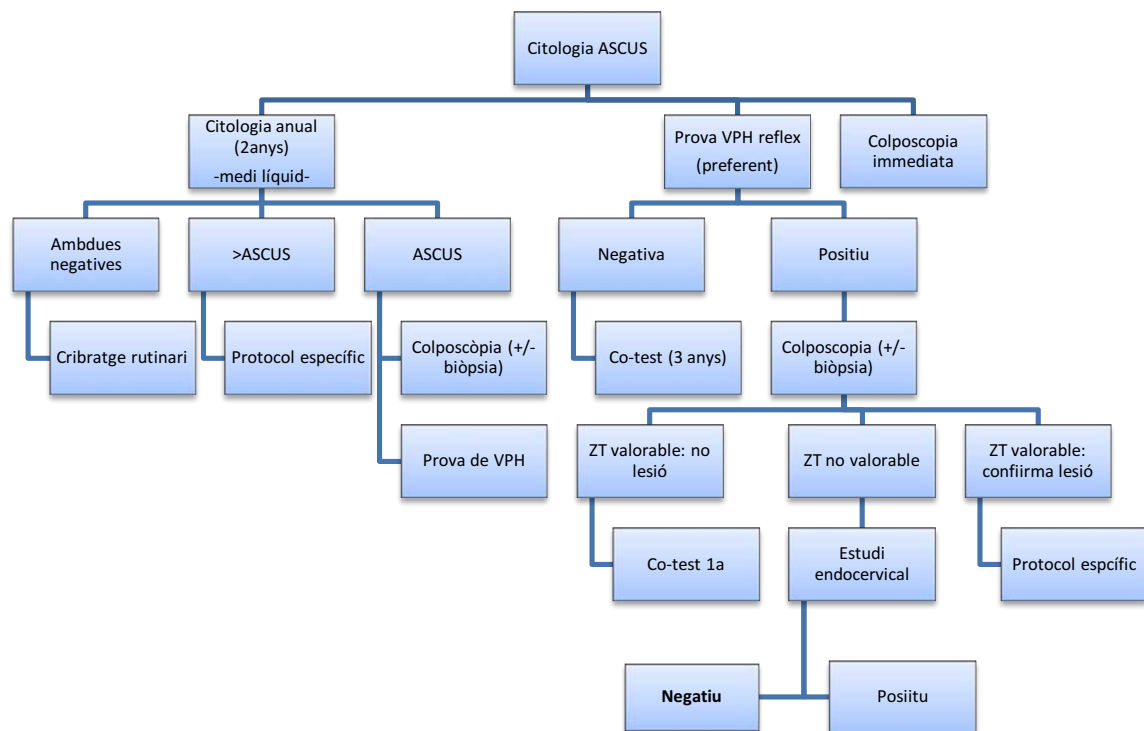 Citologia ASCUS
Citologia anual
(2anys)
-medi líquid-
Prova VPH reflex
(preferent)
Colposcopia
immediata
Ambdues
negatives
>ASCUS
ASCUS
Negativa
Positiu
Cribratge rutinari
Protocol específic
Colposcòpia (+/-
biòpsia)
Co-test (3 anys)
Colposcopia (+/-
biòpsia)
Prova de VPH
ZT valorable: no
lesió
ZT no valorable
ZT valorable:
confiirma lesió
Co-test 1a
Estudi
endocervical
Protocol espcífic
Negatiu
Posiitu